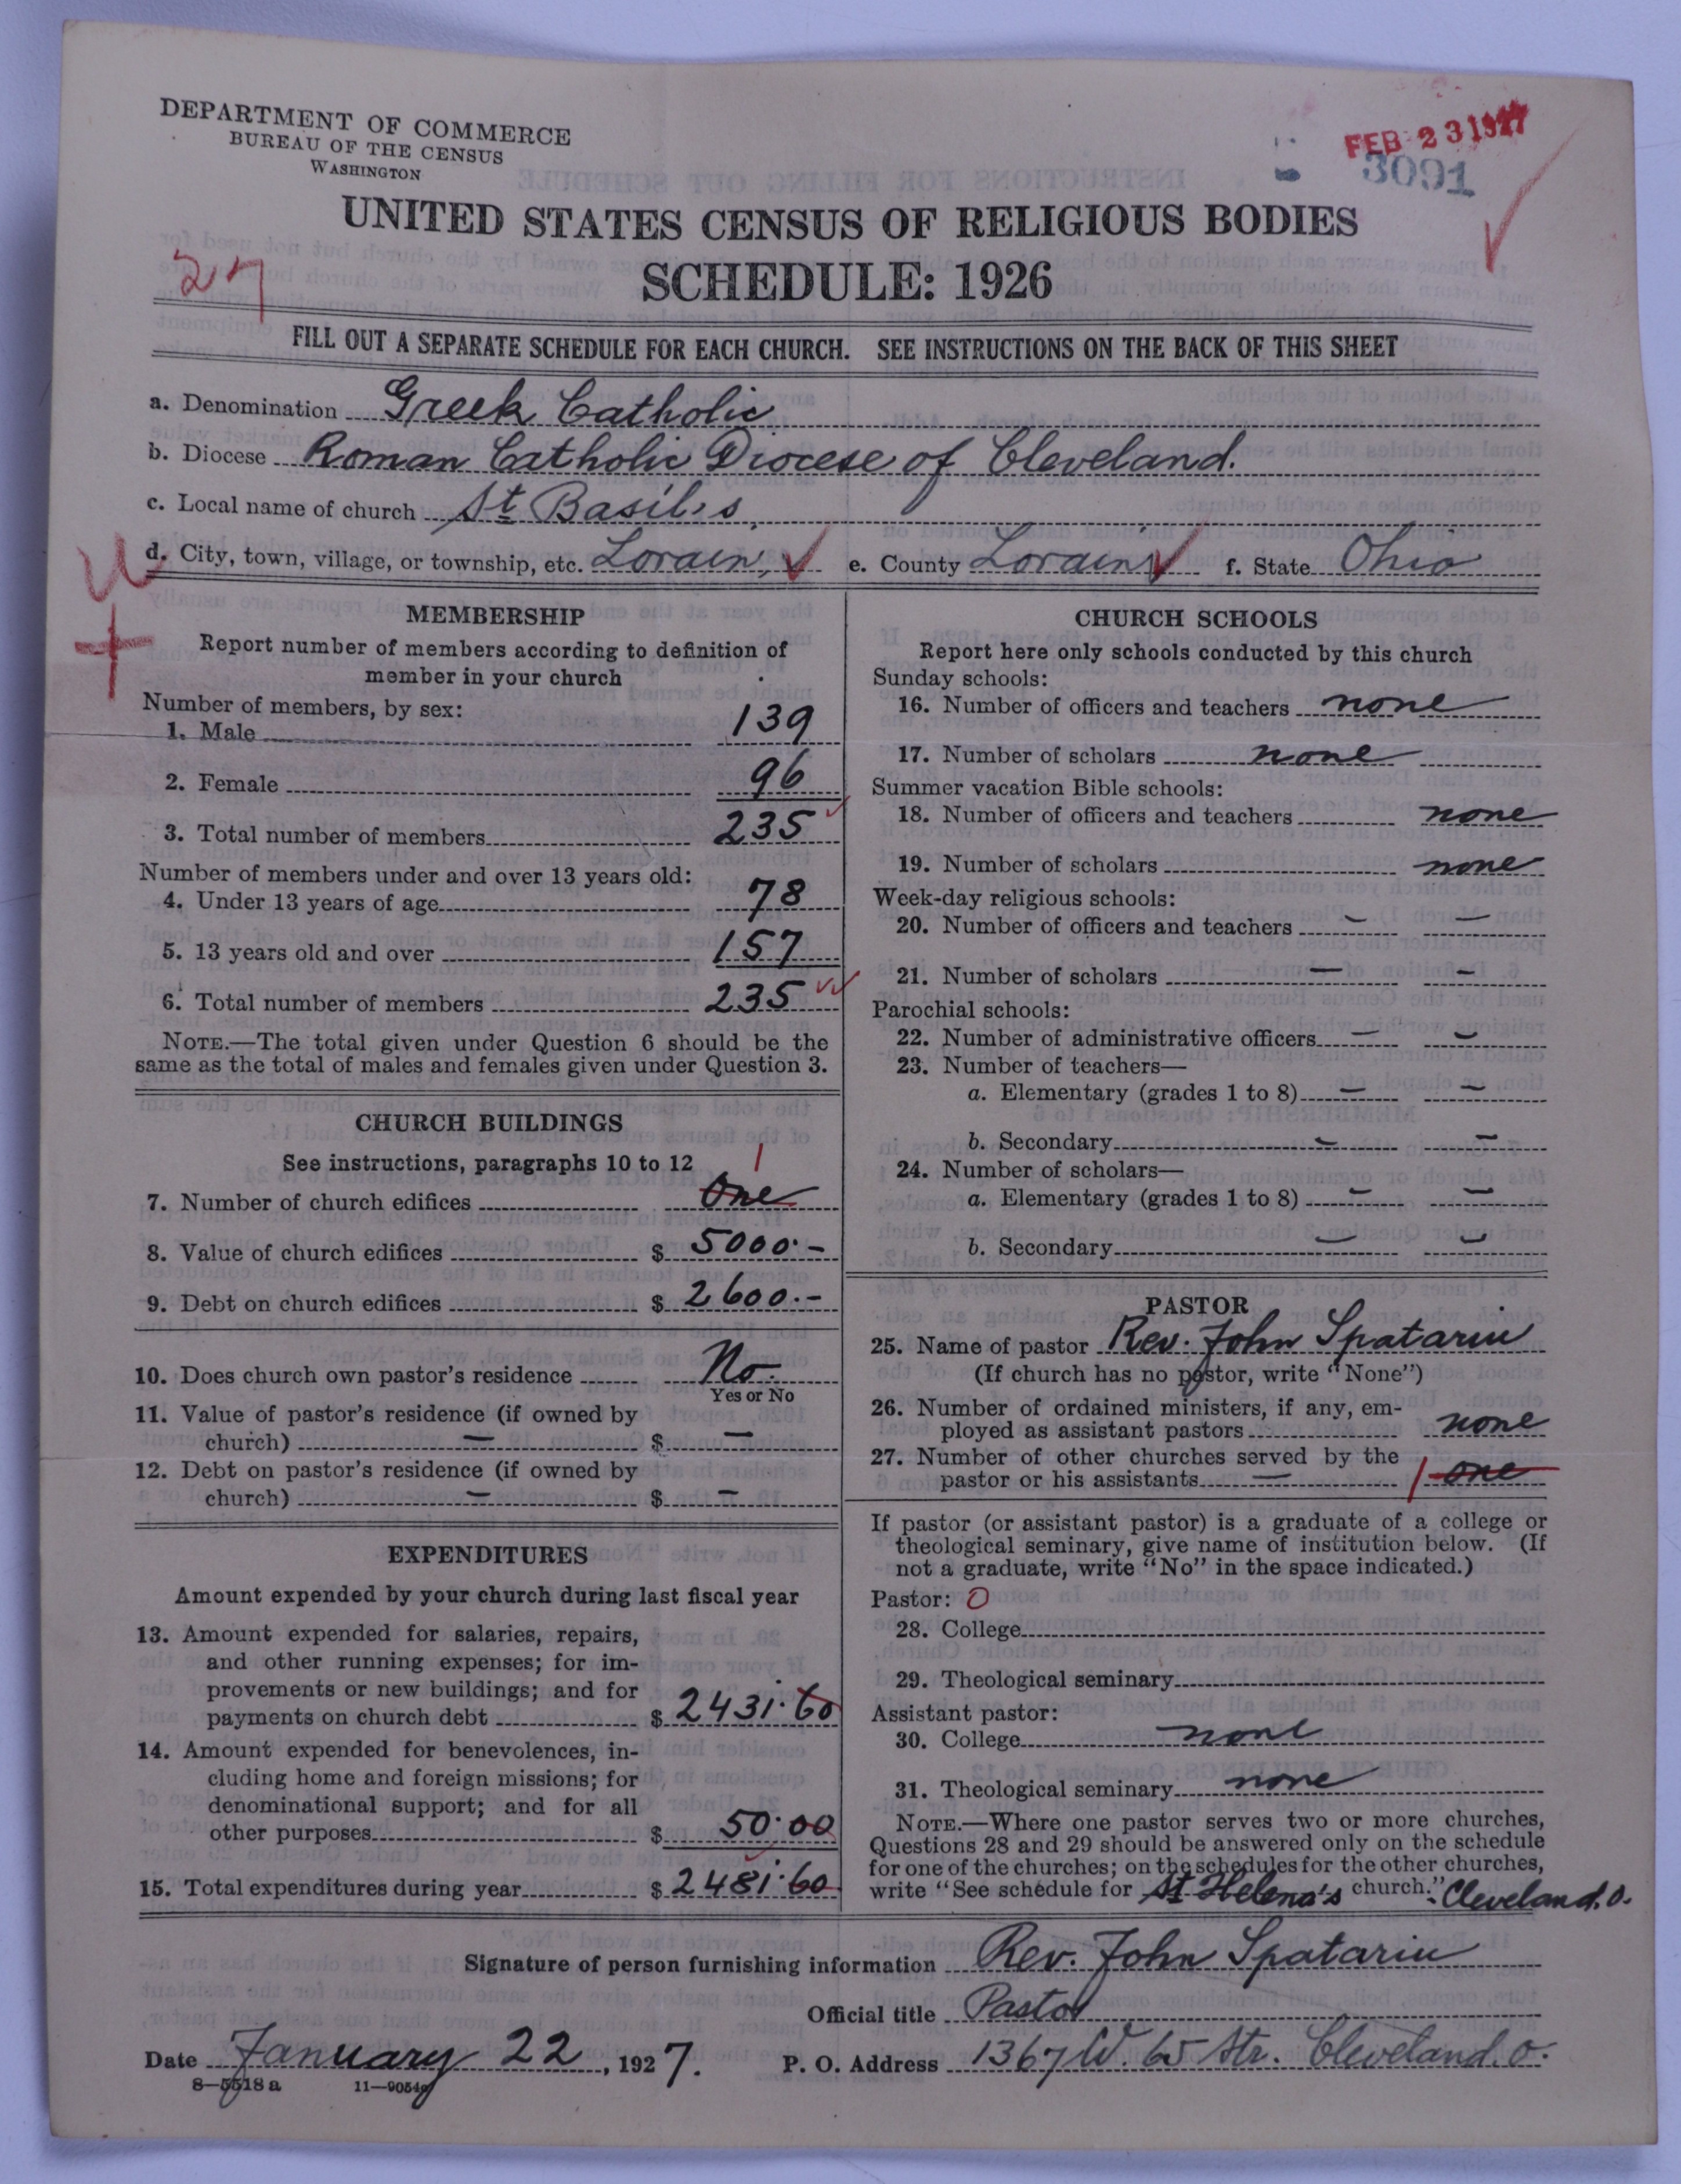 DEPARTMENT OF COMMERCE
BUREAU OF THE CENSUS
WASHINGTON
FEB 23 1927
3091
UNITED STATES CENSUS OF RELIGIOUS BODIES
SCHEDULE: 1926
27
FILL OUT A SEPARATE SCHEDULE FOR EACH CHURCH. SEE INSTRUCTIONS ON THE BACK OF THIS SHEET
a. Denomination Greek Catholic
b. Diocese Roman Catholic Diocese of Cleveland.
c. Local name of church St Basil's
d. City, town, village, or township, etc. Lorain, e. County Lorain f. State Ohio
MEMBERSHIP
Report number of members according to definition of
member in your church
Number of members, by sex:
1. Male 139
2. Female 96
3. Total number of members 235
Number of members under and over 13 years old:
4. Under 13 years of age 78
5. 13 years old and over 157
6. Total number of members 235
NOTE.—The total given under Question 6 should be the
same as the total of males and females given under Question 3.
CHURCH BUILDINGS
See instructions, paragraphs 10 to 12
1
7. Number of church edifices One
8. Value of church edifices $ 5000.-
9. Debt on church edifices $ 2600.-
10. Does church own pastor's residence No.
Yes or No
11. Value of pastor's residence (if owned by
church) — $ —
12. Debt on pastor's residence (if owned by
church) — $ —
EXPENDITURES
Amount expended by your church during last fiscal year
13. Amount expended for salaries, repairs,
and other running expenses; for im-
provements or new buildings; and for
payments on church debt $ 2431.60
14. Amount expended for benevolences, in-
cluding home and foreign missions; for
denominational support; and for all
other purposes $ 50.00
15. Total expenditures during year $ 2481.60
CHURCH SCHOOLS
Report here only schools conducted by this church
Sunday schools:
16. Number of officers and teachers none
17. Number of scholars none
Summer vacation Bible schools:
18. Number of officers and teachers none
19. Number of scholars none
Week-day religious schools:
20. Number of officers and teachers — —
21. Number of scholars — —
Parochial schools:
22. Number of administrative officers — —
23. Number of teachers—
a. Elementary (grades 1 to 8) — —
b. Secondary — —
24. Number of scholars—
a. Elementary (grades 1 to 8) — —
b. Secondary — —
PASTOR
25. Name of pastor Rev. John Spatariu
(If church has no pastor, write "None")
26. Number of ordained ministers, if any, em-
ployed as assistant pastors none
27. Number of other churches served by the
pastor or his assistants — 1 one
If pastor (or assistant pastor) is a graduate of a college or
theological seminary, give name of institution below. (If
not a graduate, write "No" in the space indicated.)
Pastor: 0
28. College
29. Theological seminary
Assistant pastor:
30. College none
31. Theological seminary none
NOTE.—Where one pastor serves two or more churches,
Questions 28 and 29 should be answered only on the schedule
for one of the churches; on the schedules for the other churches,
write "See schedule for St Helena's church." Cleveland. O.
Signature of person furnishing information Rev. John Spatariu
Official title Pastor
Date January 22, 1927. P. O. Address 1367 W. 65 Str. Cleveland. O.
8—5518 a 11—9054